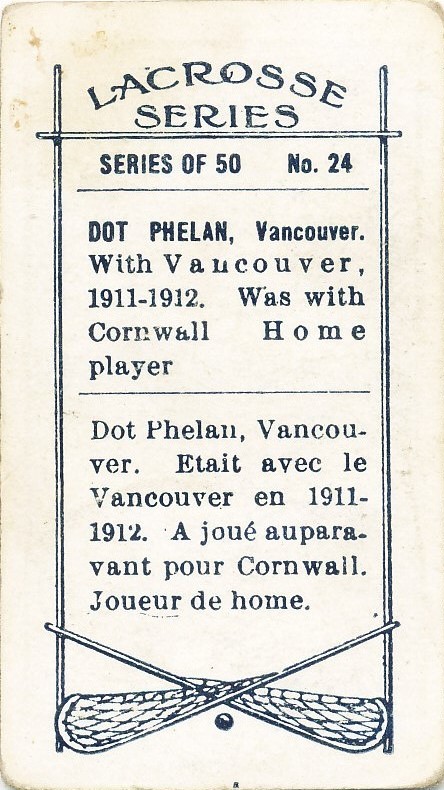 LACROSSE
SERIES
SERIES OF 50 No. 24
DOT PHELAN, Vancouver.
With Vancouver,
1911-1912. Was with
Cornwall Home
player
Dot Phelan, Vancou-
ver. Etait avec le
Vancouver en 1911-
1912. A joué aupara-
vant pour Cornwall.
Joueur de home.